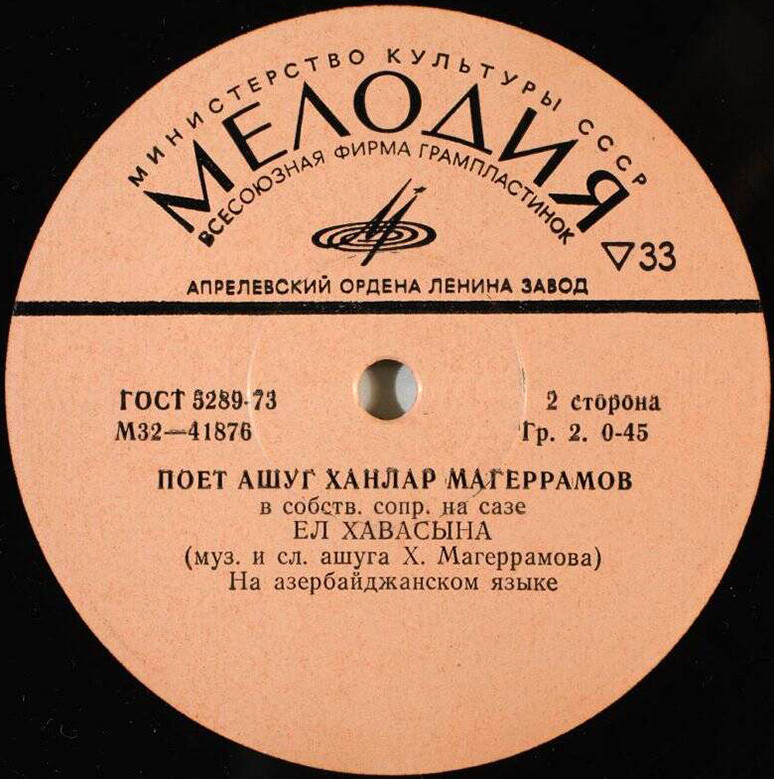 МИНИСТЕРСТВО КУЛЬТУРЫ СССР
МЕЛОДИЯ
ВСЕСОЮЗНАЯ ФИРМА ГРАМПЛАСТИНОК
▽33
АПРЕЛЕВСКИЙ ОРДЕНА ЛЕНИНА ЗАВОД
ГОСТ 5289-73
2 сторона
М32—41876
Гр. 2. 0-45
ПОЕТ АШУГ ХАНЛАР МАГЕРРАМОВ
в собств. сопр. на сазе
ЕЛ ХАВАСЫНА
(муз. и сл. ашуга Х. Магеррамова)
На азербайджанском языке